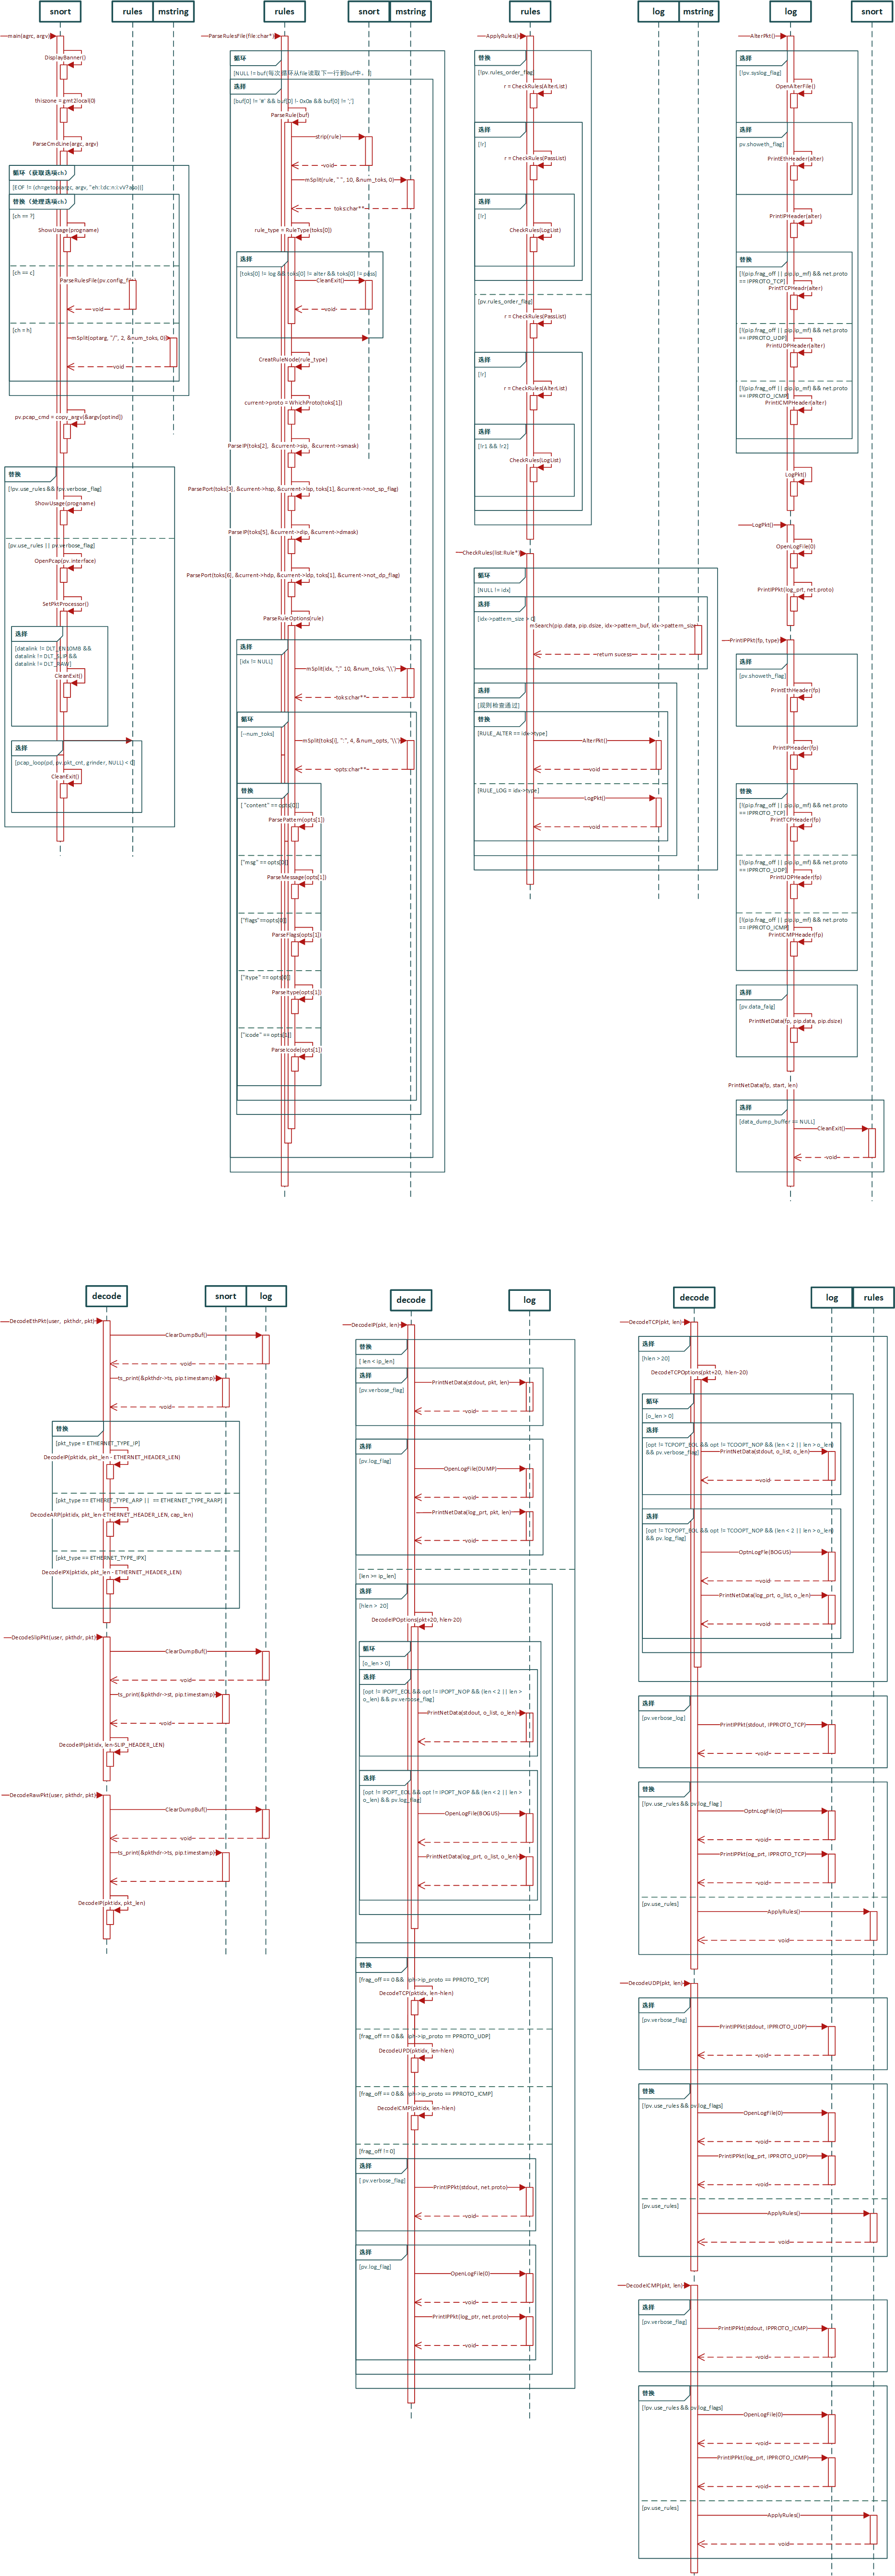 snort
rules
mstring
main(agrc, argv)
DisplayBanner()
thiszone = gmt2local(0)
ParseCmdLine(argc, argv)
循环（获取选项ch）
替换（处理选项ch）
[ch == ?]
ShowUsage(progname)
[ch == c]
ParseRulesFile(pv.config_file)
void
[ch = h]
mSplit(optarg, "/", 2, &num_toks, 0)
void
pv.pcap_cmd = copy_argv(&argv[optind])
替换
[!pv.use_rules && !pv.verbose_flag]
ShowUsage(progname)
[pv.use_rules || pv.verbose_flag]
OpenPcap(pv.interface)
SetPktProcessor()
选择
[datalink != DLT_EN10MB &&
datalink != DLT_SLIP &&
datalink != DLT_RAW]
CleanExit()
选择
[pcap_loop(pd, pv.pkt_cnt, grinder, NULL) < 0]
CleanExit()
rules
snort
mstring
ParseRulesFile(file:char*)
循环
[NULL != buf(每次循环从file读取下一行到buf中。)]
选择
[buf[0] != '#' && buf[0] != 0x0a && buf[0] != ';']
ParseRule(buf)
strip(rule)
void
mSplit(rule, " ", 10, &num_toks, 0)
toks:char**
rule_type = RuleType(toks[0])
选择
[toks[0] != log && toks[0] != alter && toks[0] != pass]
CleanExit()
void
CreatRuleNode(rule_type)
current->proto = WhichProto(toks[1])
ParseIP(toks[2], &current->sip, &current->smask)
ParsePort(toks[3], &current->hsp, &current->lsp, toks[1], &current->not_sp_flag)
ParseIP(toks[5], &current->dip, &current->dmask)
ParsePort(toks[6], &current->hdp, &current->ldp, toks[1], &current->not_dp_flag)
ParseRuleOptions(rule)
选择
[idx != NULL]
mSplit(idx, ";" 10, &num_toks, '\\')
toks:char**
循环
[--num_toks]
mSplit(toks[i], ":", 4, &num_opts, '\\')
opts:char**
替换
[ "content" == opts[0]]
ParsePattem(opts[1])
["msg" == opts[0]]
ParseMessage(opts[1])
["flags"==opts[0]]
ParseFlags(opts[1])
["itype" == opts[0]]
ParseItype(opts[1])
["icode" == opts[1]]
ParseIcode(opts[1])
rules
log
mstring
ApplyRules()
替换
[!pv.rules_order_flag]
r = CheckRules(AlterList)
选择
[!r]
r = CheckRules(PassList)
选择
[!r]
CheckRules(LogList)
[pv.rules_order_flag]
r = CheckRules(PassList)
选择
[!r]
r = CheckRules(AlterList)
选择
[!r1 && !r2]
CheckRules(LogList)
CheckRules(list:Rule*)
循环
[NULL != idx]
选择
[idx->pattern_size > 0]
mSearch(pip.data, pip.dsize, idx->pattern_buf, idx->pattern_size
return sucess
选择
[规则检查通过]
替换
[RULE_ALTER == idx->type]
AlterPkt()
void
[RULE_LOG = idx->type]
LogPkt()
void
log
snort
AlterPkt()
选择
[!pv.syslog_flag]
OpenAlterFile()
选择
pv.showeth_flag]
PrintEthHeader(alter)
PrintIPHeader(alter)
替换
[!(pip.frag_off || pip.ip_mf) && net.proto
== IPPROTO_TCP]
PrintTCPHeadr(alter)
[!(pip.frag_off || pip.ip_mf) && net.proto
== IPPROTO_UDP]
PrintUDPHeader(alter)
[!(pip.frag_off || pip.ip_mf) && net.proto
== IPPROTO_ICMP]
PrintICMPHeader(alter)
LogPkt()
LogPkt()
OpenLogFile(0)
PrintIPPkt(log_prt, net.proto)
PrintIPPkt(fp, type)
选择
[pv.showeth_flag]
PrintEthHeader(fp)
PrintIPHeader(fp)
替换
[!(pip.frag_off || pip.ip_mf) && net.proto
== IPPROTO_TCP]
PrintTCPHeader(fp)
[!(pip.frag_off || pip.ip_mf) && net.proto
== IPPROTO_UDP]
PrintUDPHeader(fp)
[!(pip.frag_off || pip.ip_mf) && net.proto
== IPPROTO_ICMP]
PrintICMPHeader(fp)
选择
[pv.data_falg]
PrintNetData(fp, pip.data, pip.dsize)
PrintNetData(fp, start, len)
选择
[data_dump_buffer == NULL]
CleanExit()
void
decode
snort
log
DecodeEthPkt(user, pkthdr, pkt)
ClearDumpBuf()
void
ts_print(&pkthdr->ts, pip.timestamp)
void
替换
[pkt_type = ETHERNET_TYPE_IP]
DecodeIP(pktidx, pkt_len - ETHERNET_HEADER_LEN)
[pkt_type == ETHERET_TYPE_ARP || == ETHERNET_TYPE_RARP]
DecodeARP(pktidx, pkt_len-ETHERNET_HEADER_LEN, cap_len)
[pkt_type == ETHERNET_TYPE_IPX]
DecodeIPX(pktidx, pkt_len - ETHERNET_HEADER_LEN)
DecodeSlipPkt(user, pkthdr, pkt)
ClearDumpBuf()
void
ts_print(&pkthdr->st, pip.timestamp)
void
DecodeIP(pktidx, len-SLIP_HEADER_LEN)
DecodeRawPkt(user, pkthdr, pkt)
ClearDumpBuf()
void
ts_print(&pkthdr->ts, pip.timestamp)
void
DecodeIP(pktidx, pkt_len)
decode
log
DecodeIP(pkt, len)
替换
[ len < ip_len]
选择
[pv.verbose_flag]
PrintNetData(stdout, pkt, len)
void
选择
[pv.log_flag]
OpenLogFile(DUMP)
void
PrintNetData(log_prt, pkt, len)
void
[len >= ip_len]
选择
[hlen > 20]
DecodeIPOptions(pkt+20, hlen-20)
循环
[o_len > 0]
选择
[opt != IPOPT_EOL && opt != IPOPT_NOP && (len < 2 || len >
o_len) && pv.verbose_flag]
PrintNetData(stdout, o_list, o_len)
void
选择
[opt != IPOPT_EOL && opt != IPOPT_NOP && (len < 2 || len >
o_len) && pv.log_flag]
OpenLogFile(BOGUS)
void
PrintNetData(log_prt, o_list, o_len)
void
替换
[frag_off == 0 && iph->ip_proto == PPROTO_TCP]
DecodeTCP(pktidx, len-hlen)
[frag_off == 0 && iph->ip_proto == PPROTO_UDP]
DecodeUPD(pktidx, len-hlen)
[frag_off == 0 && iph->ip_proto == PPROTO_ICMP]
DecodeICMP(pktidx, len-hlen)
[frag_off != 0]
选择
[ pv.verbose_flag]
PrintIPPkt(stdout, net.proto)
void
选择
[pv.log_Flag]
OpenLogFile(0)
void
PrintIPPkt(log_ptr, net.proto)
void
decode
log
rules
DecodeTCP(pkt, len)
选择
[hlen > 20]
DecodeTCPOptions(pkt+20, hlen-20)
循环
[o_len > 0]
选择
[opt != TCPOPT_EOL && opt != TCOOPT_NOP && (len < 2 || len > o_len)
&& pv.verbose_flag]
PrintNetData(stdout, o_list, o_len)
void
选择
[opt != TCPOPT_EOL && opt != TCOOPT_NOP && (len < 2 || len > o_len)
&& pv.log_flag]
OptnLogFle(BOGUS)
void
PrintNetData(log_prt, o_list, o_len)
void
选择
[pv.verbose_log]
PrintIPPkt(stdout, IPPROTO_TCP)
void
替换
[!pv.use_rules && pv.log_flag ]
OptnLogFile(0)
void
PrintIPPkt(og_prt, IPPROTO_TCP)
void
[pv.use_rules]
ApplyRules()
void
DecodeUDP(pkt, len)
选择
[pv.verbose_flag]
PrintIPPkt(stdout, IPPROTO_UDP)
void
替换
[!pv.use_rules && pv.log_flags]
OpenLogFile(0)
void
PrintIPPkt(log_prt, IPPROTO_UDP)
void
[pv.use_rules]
ApplyRules()
void
DecodeICMP(pkt, len)
选择
[pv.verbose_flag]
PrintIPPkt(stdout, IPPROTO_ICMP)
void
替换
[!pv.use_rules && pv.log_flags]
OpenLogFile(0)
void
PrintIPPkt(log_prt, IPPROTO_ICMP)
void
[pv.use_rules]
ApplyRules()
void